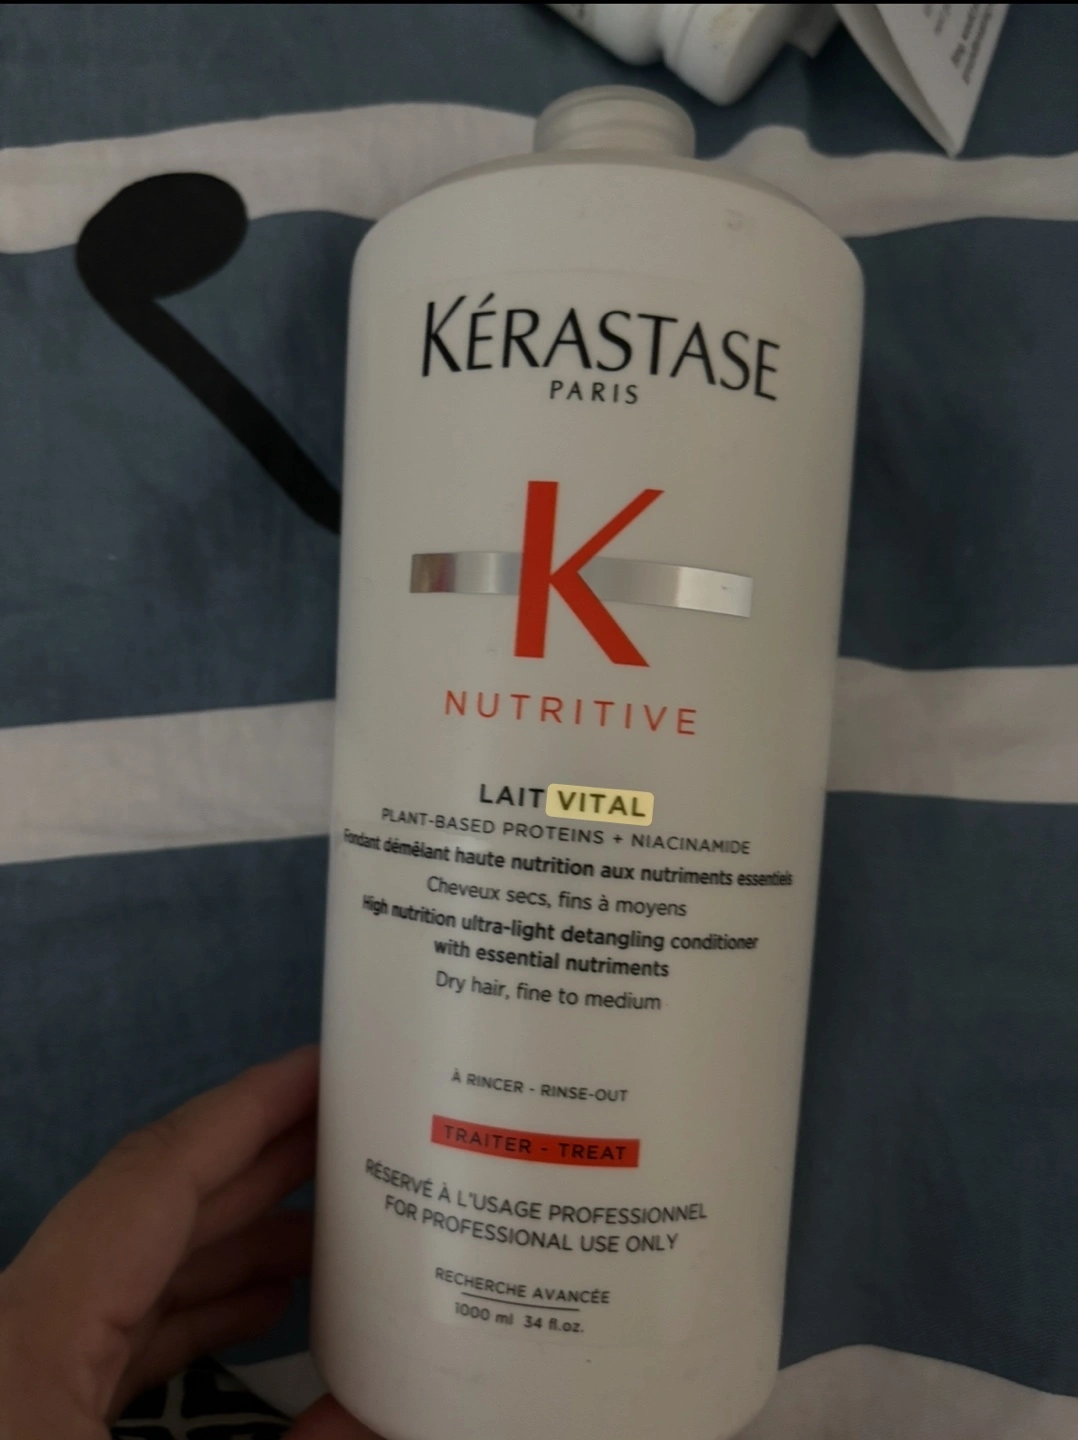 KÉRASTASE
PARIS
K
NUTRITIVE
LAIT VITAL
PLANT-BASED PROTEINS + NIACINAMIDE
Fondant démêlant haute nutrition aux nutriments essentiels
Cheveux secs, fins à moyens
High nutrition ultra-light detangling conditioner
with essential nutriments
Dry hair, fine to medium
À RINCER - RINSE-OUT
TRAITER - TREAT
RÉSERVÉ À L'USAGE PROFESSIONNEL
FOR PROFESSIONAL USE ONLY
RECHERCHE AVANCÉE
1000 ml 34 fl.oz.